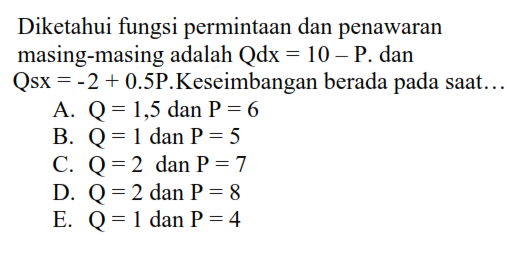 Diketahui fungsi permintaan dan penawaran
masing-masing adalah Qdx = 10 – P. dan
Qsx = -2 + 0.5P.Keseimbangan berada pada saat…
A. Q = 1,5 dan P = 6
B. Q = 1 dan P = 5
C. Q = 2 dan P = 7
D. Q = 2 dan P = 8
E. Q = 1 dan P = 4